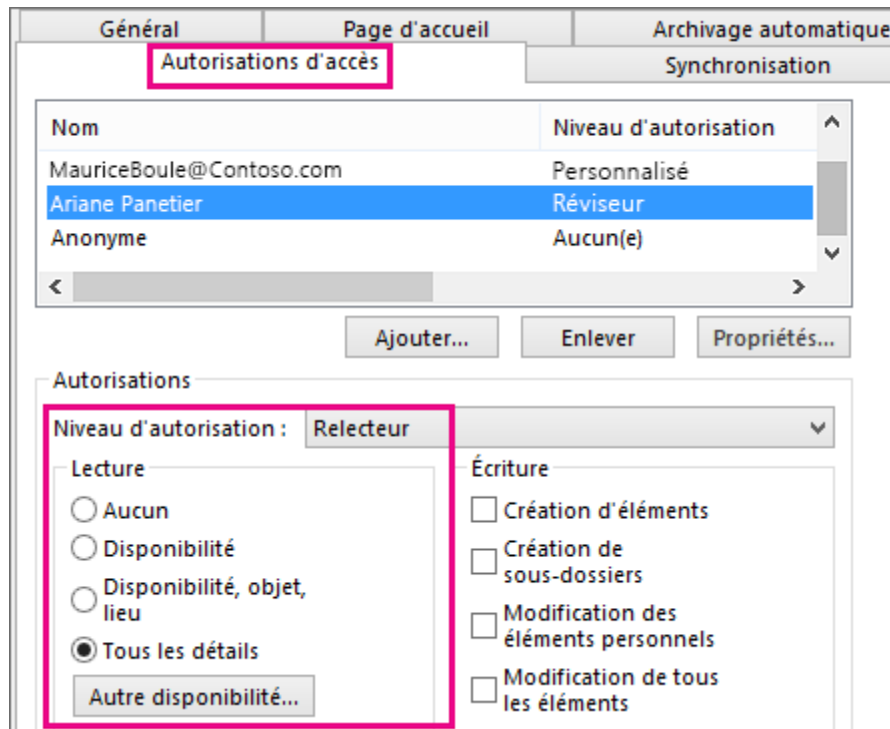 Général Page d'accueil Archivage automatique
Autorisations d'accès Synchronisation
Nom Niveau d'autorisation
MauriceBoule@Contoso.com Personnalisé
Ariane Panetier Réviseur
Anonyme Aucun(e)
Ajouter... Enlever Propriétés...
Autorisations
Niveau d'autorisation : Relecteur
Lecture
Aucun
Disponibilité
Disponibilité, objet,
lieu
Tous les détails
Autre disponibilité...
Écriture
Création d'éléments
Création de
sous-dossiers
Modification des
éléments personnels
Modification de tous
les éléments